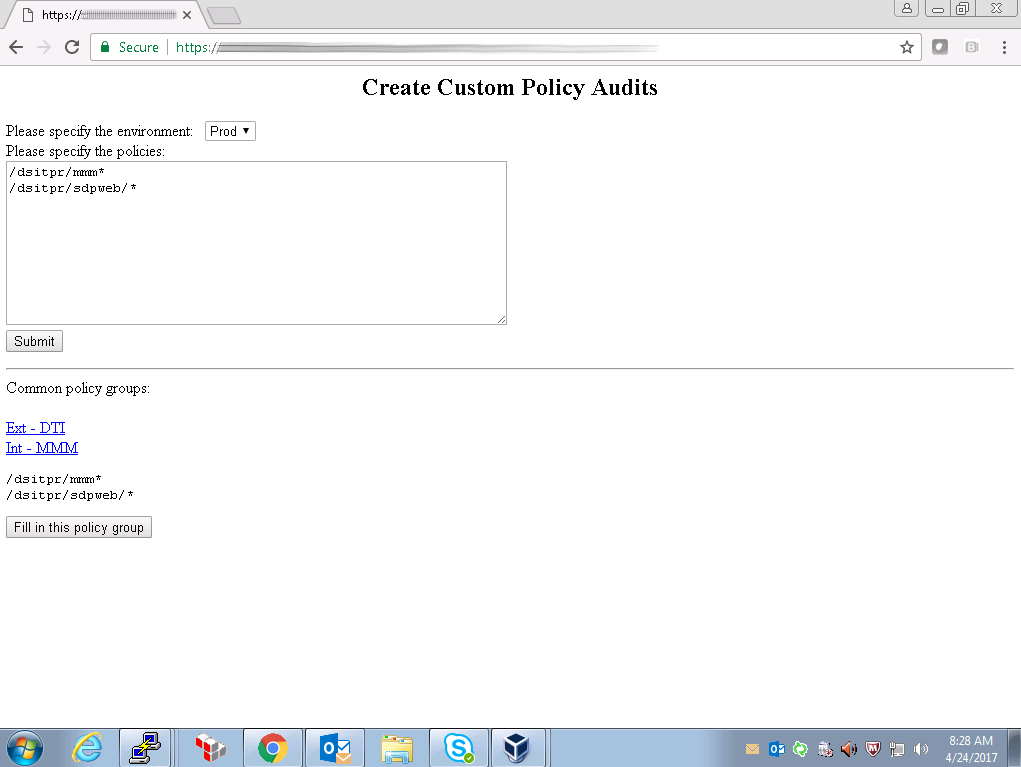 https://
Secure https://
Create Custom Policy Audits
Please specify the environment: Prod
Please specify the policies:
/dsitpr/mmm*
/dsitpr/sdpweb/*
Submit
Common policy groups:
Ext - DTI
Int - MMM
/dsitpr/mmm*
/dsitpr/sdpweb/*
Fill in this policy group
8:28 AM
4/24/2017